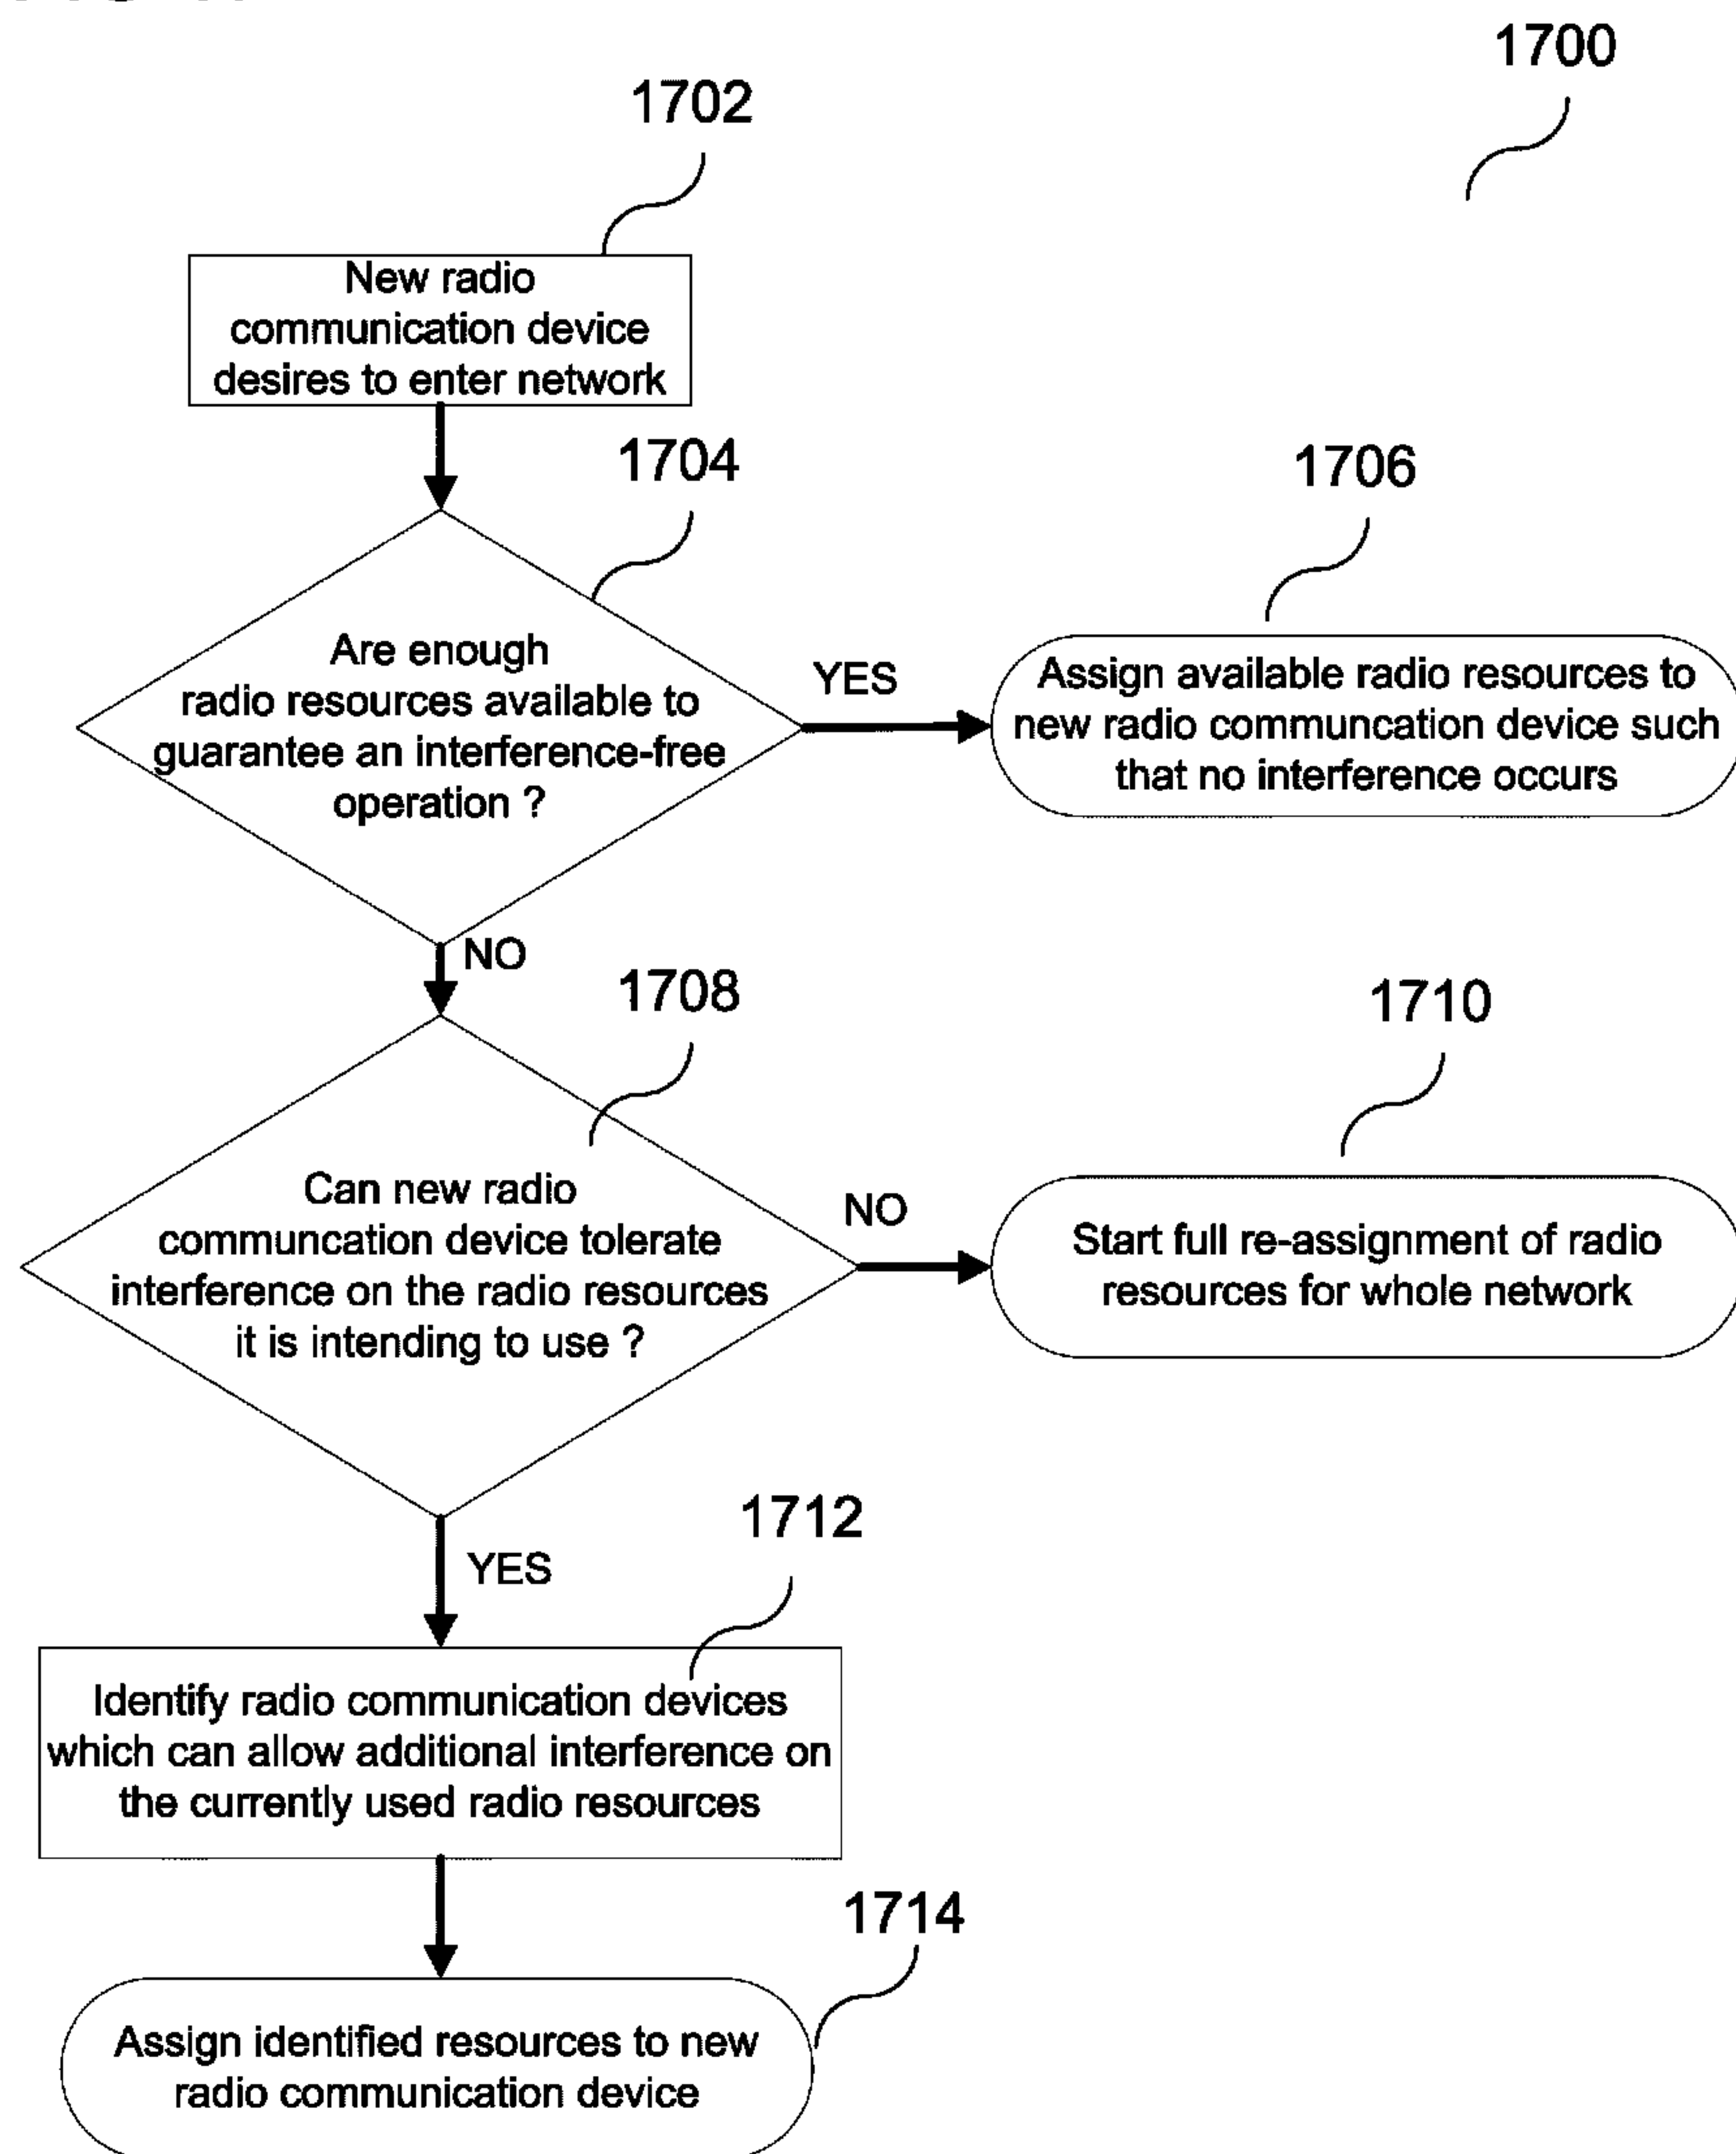 1700
1702
New radio
communication device
desires to enter network
1704
Are enough
radio resources available to
guarantee an interference-free
operation ?
YES
1706
Assign available radio resources to
new radio communcation device such
that no interference occurs
NO
1708
Can new radio
communcation device tolerate
interference on the radio resources
it is intending to use ?
NO
1710
Start full re-assignment of radio
resources for whole network
YES
1712
Identify radio communication devices
which can allow additional interference on
the currently used radio resources
1714
Assign identified resources to new
radio communication device